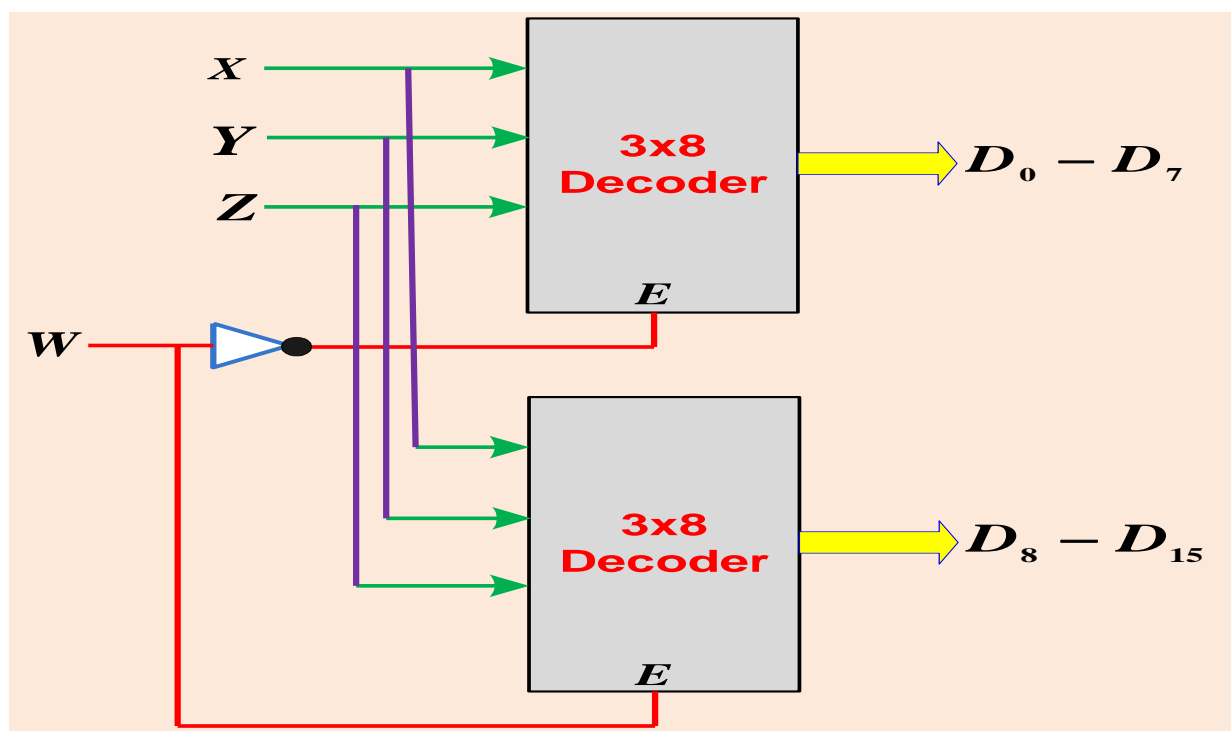 X
Y
Z
3x8
Decoder
E
D₀ – D₇
W
3x8
Decoder
E
D₈ – D₁₅